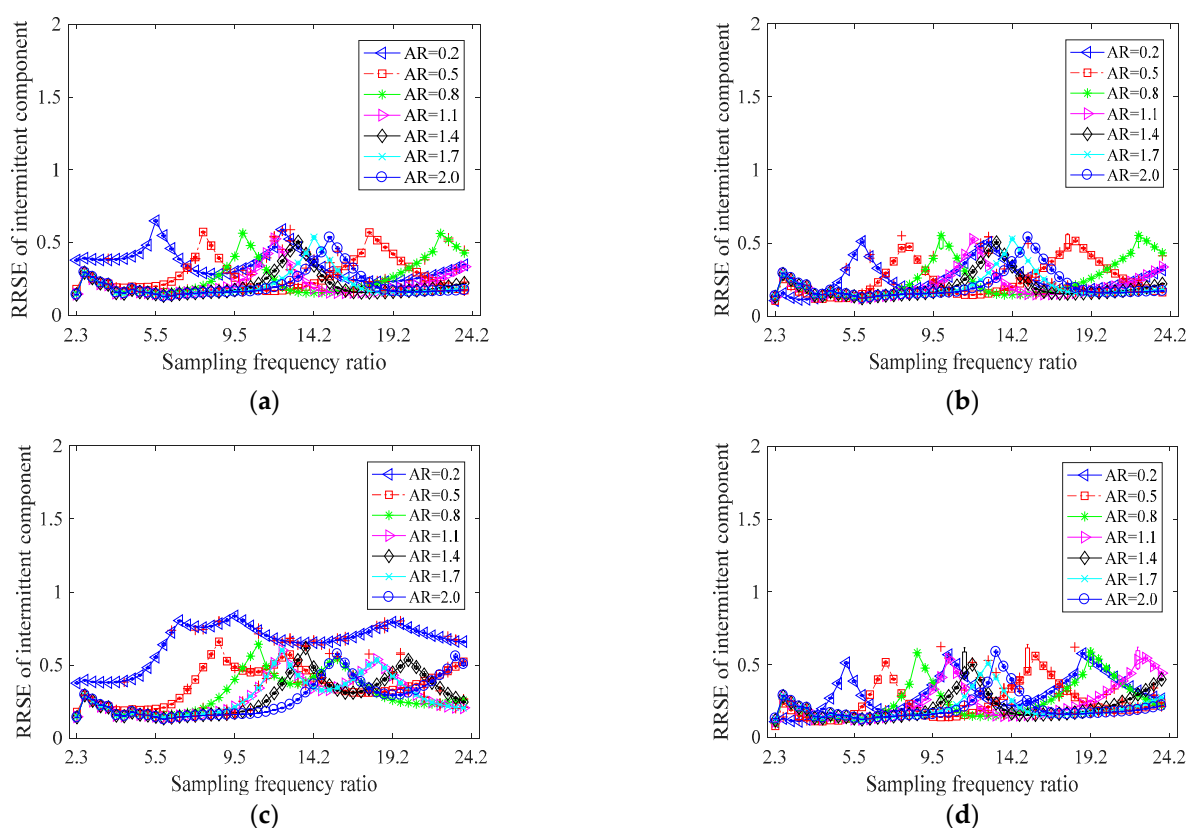 RRSE of intermittent component
2
1.5
1
0.5
0
AR=0.2
AR=0.5
AR=0.8
AR=1.1
AR=1.4
AR=1.7
AR=2.0
2.3 5.5 9.5 14.2 19.2 24.2
Sampling frequency ratio
(a)
RRSE of intermittent component
2
1.5
1
0.5
0
AR=0.2
AR=0.5
AR=0.8
AR=1.1
AR=1.4
AR=1.7
AR=2.0
2.3 5.5 9.5 14.2 19.2 24.2
Sampling frequency ratio
(b)
RRSE of intermittent component
2
1.5
1
0.5
0
AR=0.2
AR=0.5
AR=0.8
AR=1.1
AR=1.4
AR=1.7
AR=2.0
2.3 5.5 9.5 14.2 19.2 24.2
Sampling frequency ratio
(c)
RRSE of intermittent component
2
1.5
1
0.5
0
AR=0.2
AR=0.5
AR=0.8
AR=1.1
AR=1.4
AR=1.7
AR=2.0
2.3 5.5 9.5 14.2 19.2 24.2
Sampling frequency ratio
(d)